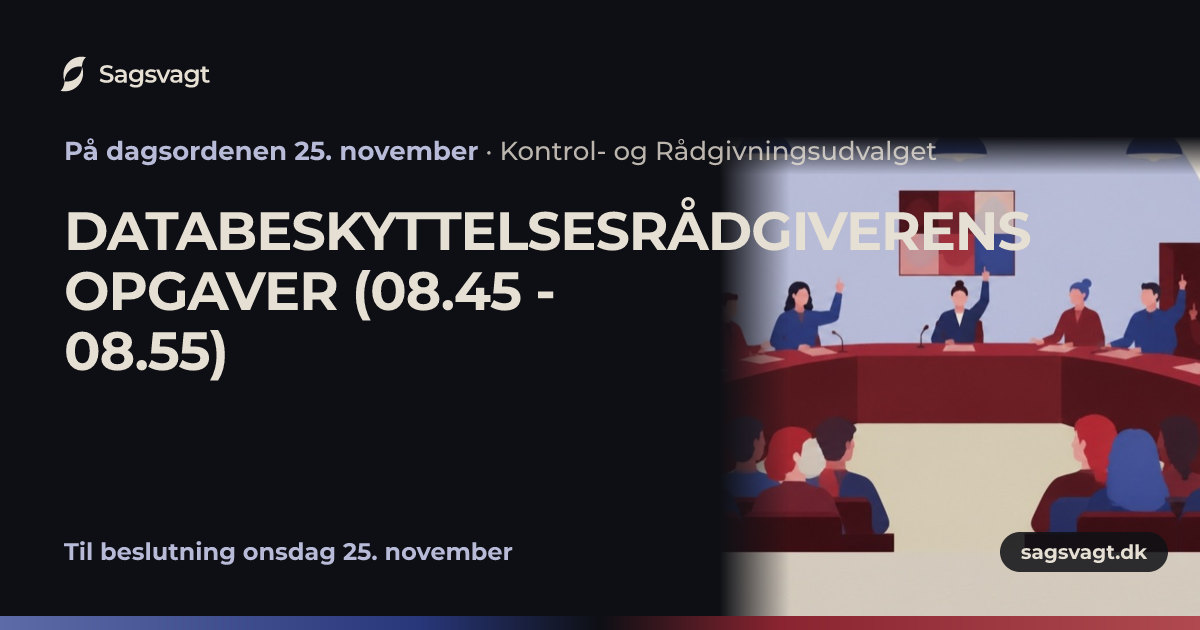 Sagsvagt
På dagsordenen 25. november · Kontrol- og Rådgivningsudvalget
DATABESKYTTELSESRÅDGIVERENS
OPGAVER (08.45 -
08.55)
Til beslutning onsdag 25. november
sagsvagt.dk